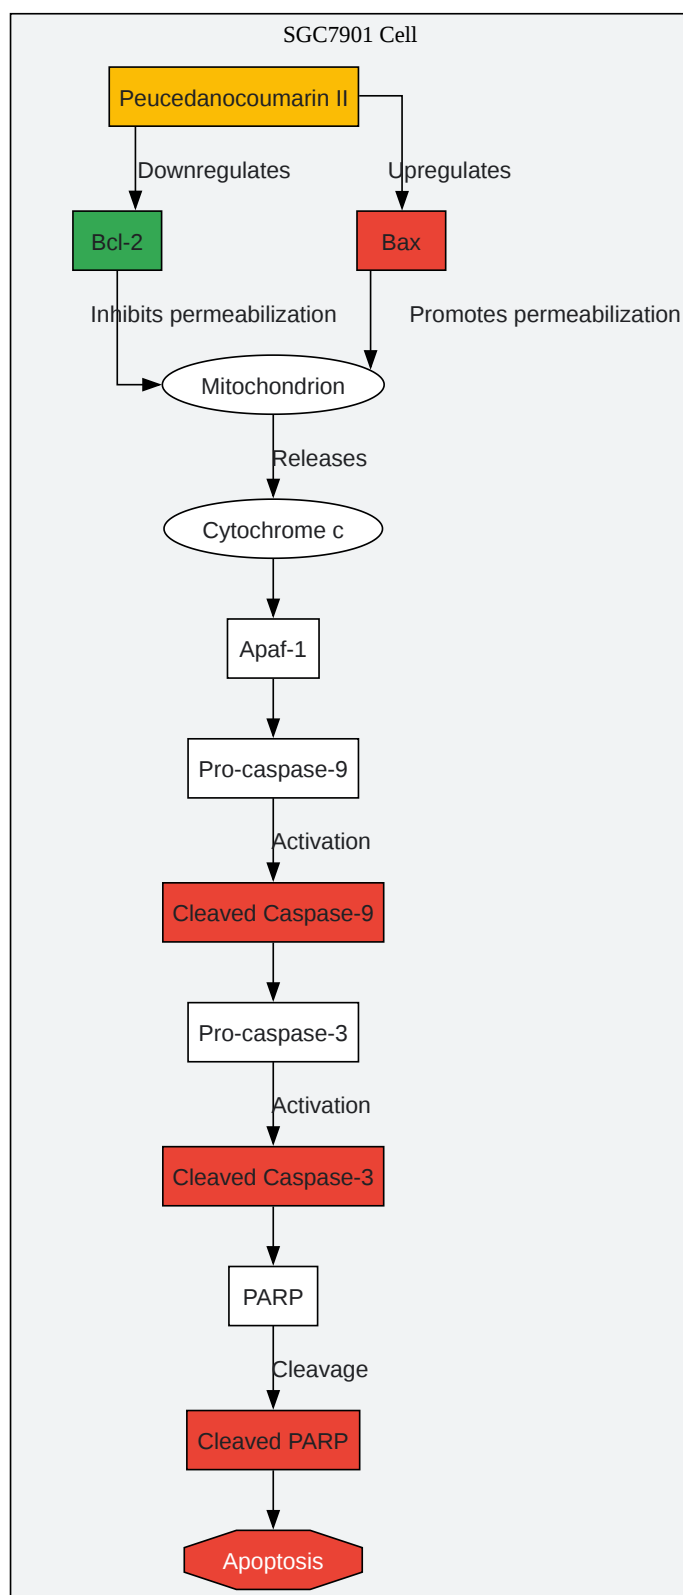 SGC7901 Cell
Peucedanocoumarin II
Downregulates
Upregulates
Bcl-2
Bax
Inhibits permeabilization
Promotes permeabilization
Mitochondrion
Releases
Cytochrome c
Apaf-1
Pro-caspase-9
Activation
Cleaved Caspase-9
Pro-caspase-3
Activation
Cleaved Caspase-3
PARP
Cleavage
Cleaved PARP
Apoptosis